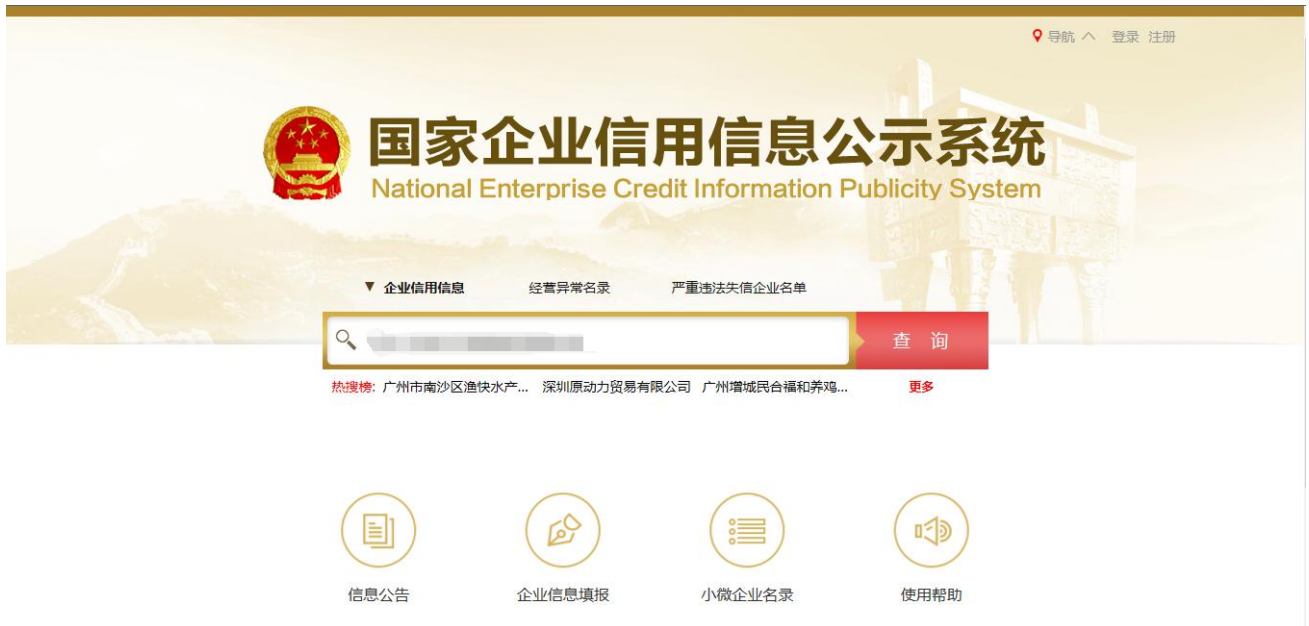 导航 登录 注册
国家企业信用信息公示系统
National Enterprise Credit Information Publicity System
▼ 企业信用信息 经营异常名录 严重违法失信企业名单
查 询
热搜榜: 广州市南沙区渔快水产... 深圳原动力贸易有限公司 广州增城民合福和养鸡... 更多
信息公告 企业信息填报 小微企业名录 使用帮助